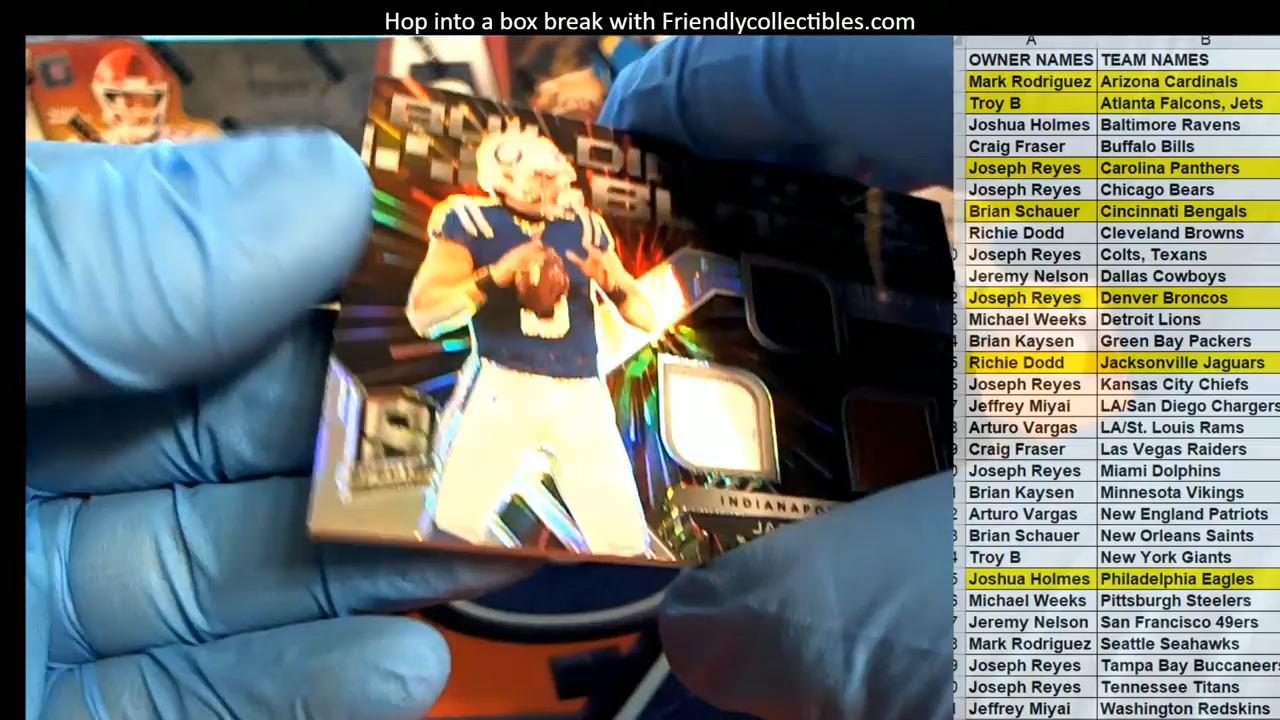 Hop into a box break with Friendlycollectibles.com
A B
OWNER NAMES TEAM NAMES
Mark Rodriguez Arizona Cardinals
Troy B Atlanta Falcons, Jets
Joshua Holmes Baltimore Ravens
Craig Fraser Buffalo Bills
Joseph Reyes Carolina Panthers
Joseph Reyes Chicago Bears
Brian Schauer Cincinnati Bengals
Richie Dodd Cleveland Browns
Joseph Reyes Colts, Texans
Jeremy Nelson Dallas Cowboys
Joseph Reyes Denver Broncos
Michael Weeks Detroit Lions
Brian Kaysen Green Bay Packers
Richie Dodd Jacksonville Jaguars
Joseph Reyes Kansas City Chiefs
Jeffrey Miyai LA/San Diego Chargers
Arturo Vargas LA/St. Louis Rams
Craig Fraser Las Vegas Raiders
Joseph Reyes Miami Dolphins
Brian Kaysen Minnesota Vikings
Arturo Vargas New England Patriots
Brian Schauer New Orleans Saints
Troy B New York Giants
Joshua Holmes Philadelphia Eagles
Michael Weeks Pittsburgh Steelers
Jeremy Nelson San Francisco 49ers
Mark Rodriguez Seattle Seahawks
Joseph Reyes Tampa Bay Buccaneers
Joseph Reyes Tennessee Titans
Jeffrey Miyai Washington Redskins
INDIANAPO